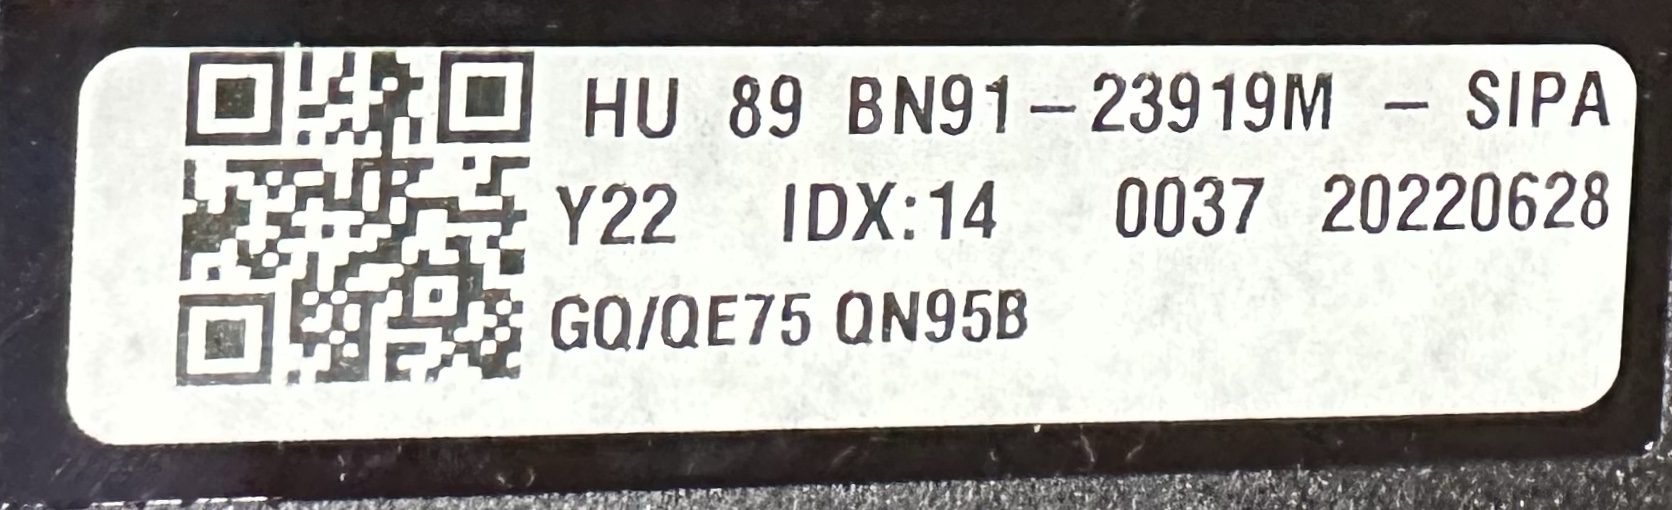 HU 89 BN91-23919M - SIPA
Y22 IDX:14 0037 20220628
GQ/QE75 QN95B